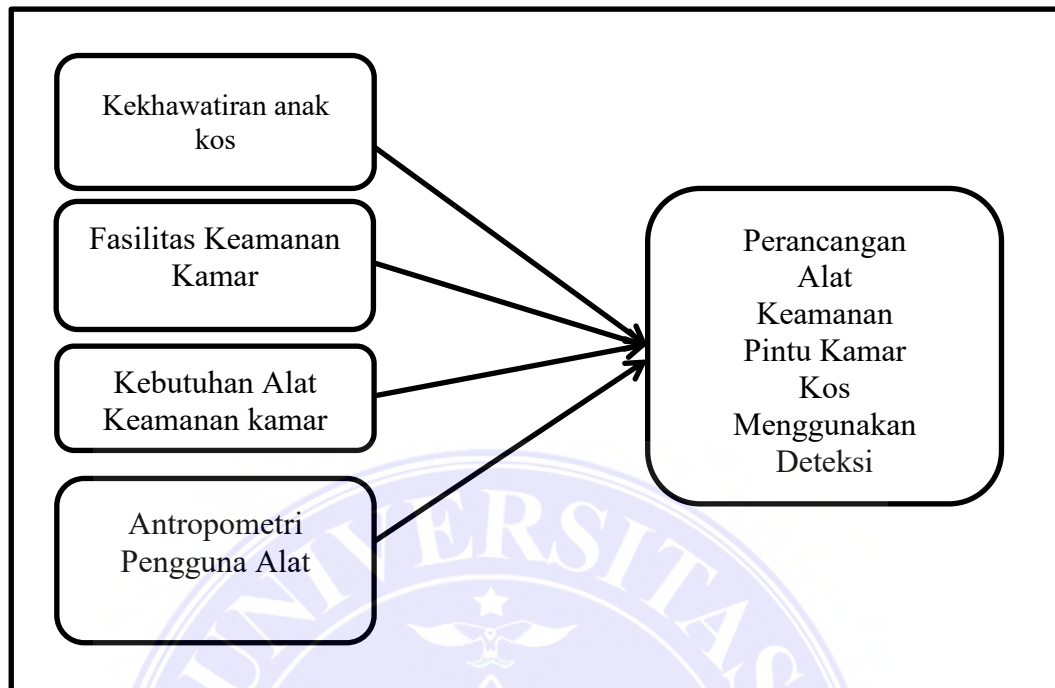 Kekhawatiran anak
kos
Fasilitas Keamanan
Kamar
Kebutuhan Alat
Keamanan kamar
Antropometri
Pengguna Alat
Perancangan
Alat
Keamanan
Pintu Kamar
Kos
Menggunakan
Deteksi
UNIVERSITAS